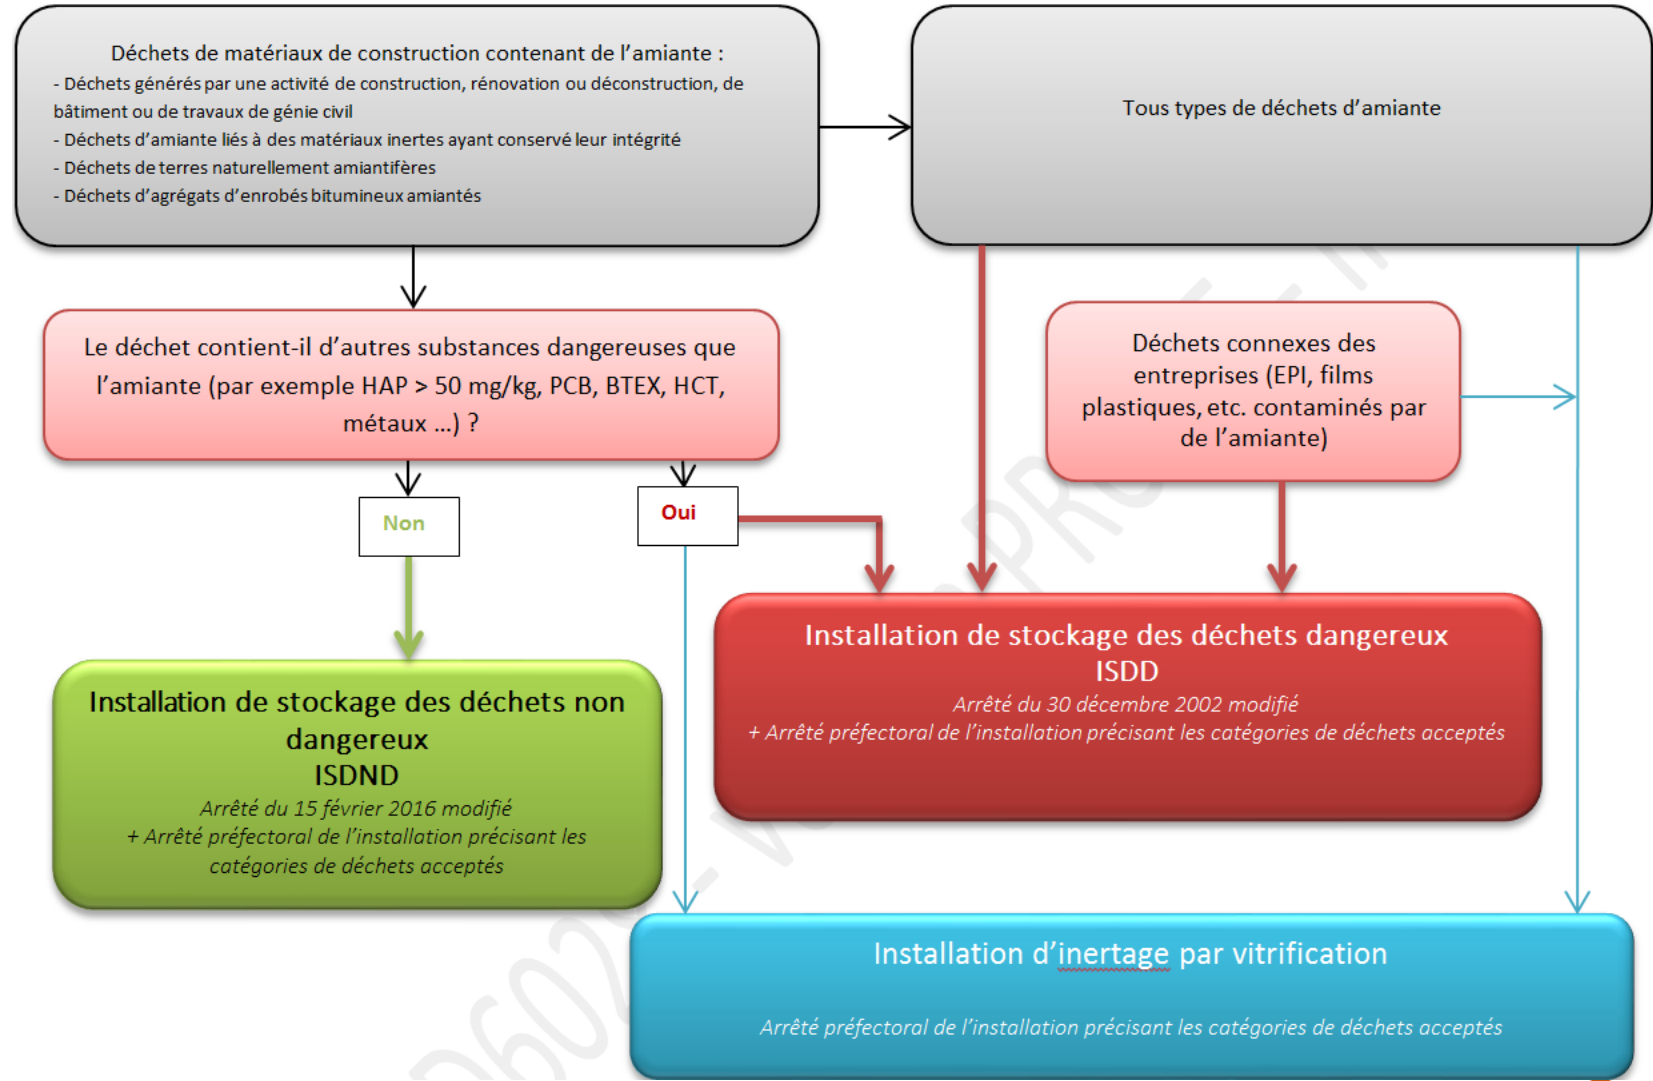 Déchets de matériaux de construction contenant de l'amiante :
- Déchets générés par une activité de construction, rénovation ou déconstruction, de
bâtiment ou de travaux de génie civil
- Déchets d'amiante liés à des matériaux inertes ayant conservé leur intégrité
- Déchets de terres naturellement amiantifères
- Déchets d'agrégats d'enrobés bitumineux amiantés
Tous types de déchets d'amiante
Le déchet contient-il d'autres substances dangereuses que
l'amiante (par exemple HAP > 50 mg/kg, PCB, BTEX, HCT,
métaux ...) ?
Déchets connexes des
entreprises (EPI, films
plastiques, etc. contaminés par
de l'amiante)
Non
Oui
Installation de stockage des déchets dangereux
ISDD
Arrêté du 30 décembre 2002 modifié
+ Arrêté préfectoral de l'installation précisant les catégories de déchets acceptés
Installation de stockage des déchets non
dangereux
ISDND
Arrêté du 15 février 2016 modifié
+ Arrêté préfectoral de l'installation précisant les
catégories de déchets acceptés
Installation d'inertage par vitrification
Arrêté préfectoral de l'installation précisant les catégories de déchets acceptés